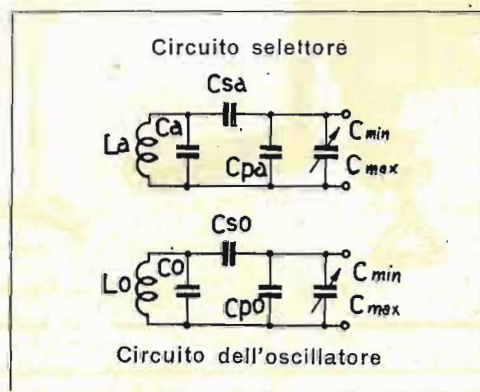 Circuito selettore
Csa
La
Ca
Cpa
C min
C max
Cso
Lo
Co
Cpo
C min
C max
Circuito dell'oscillatore